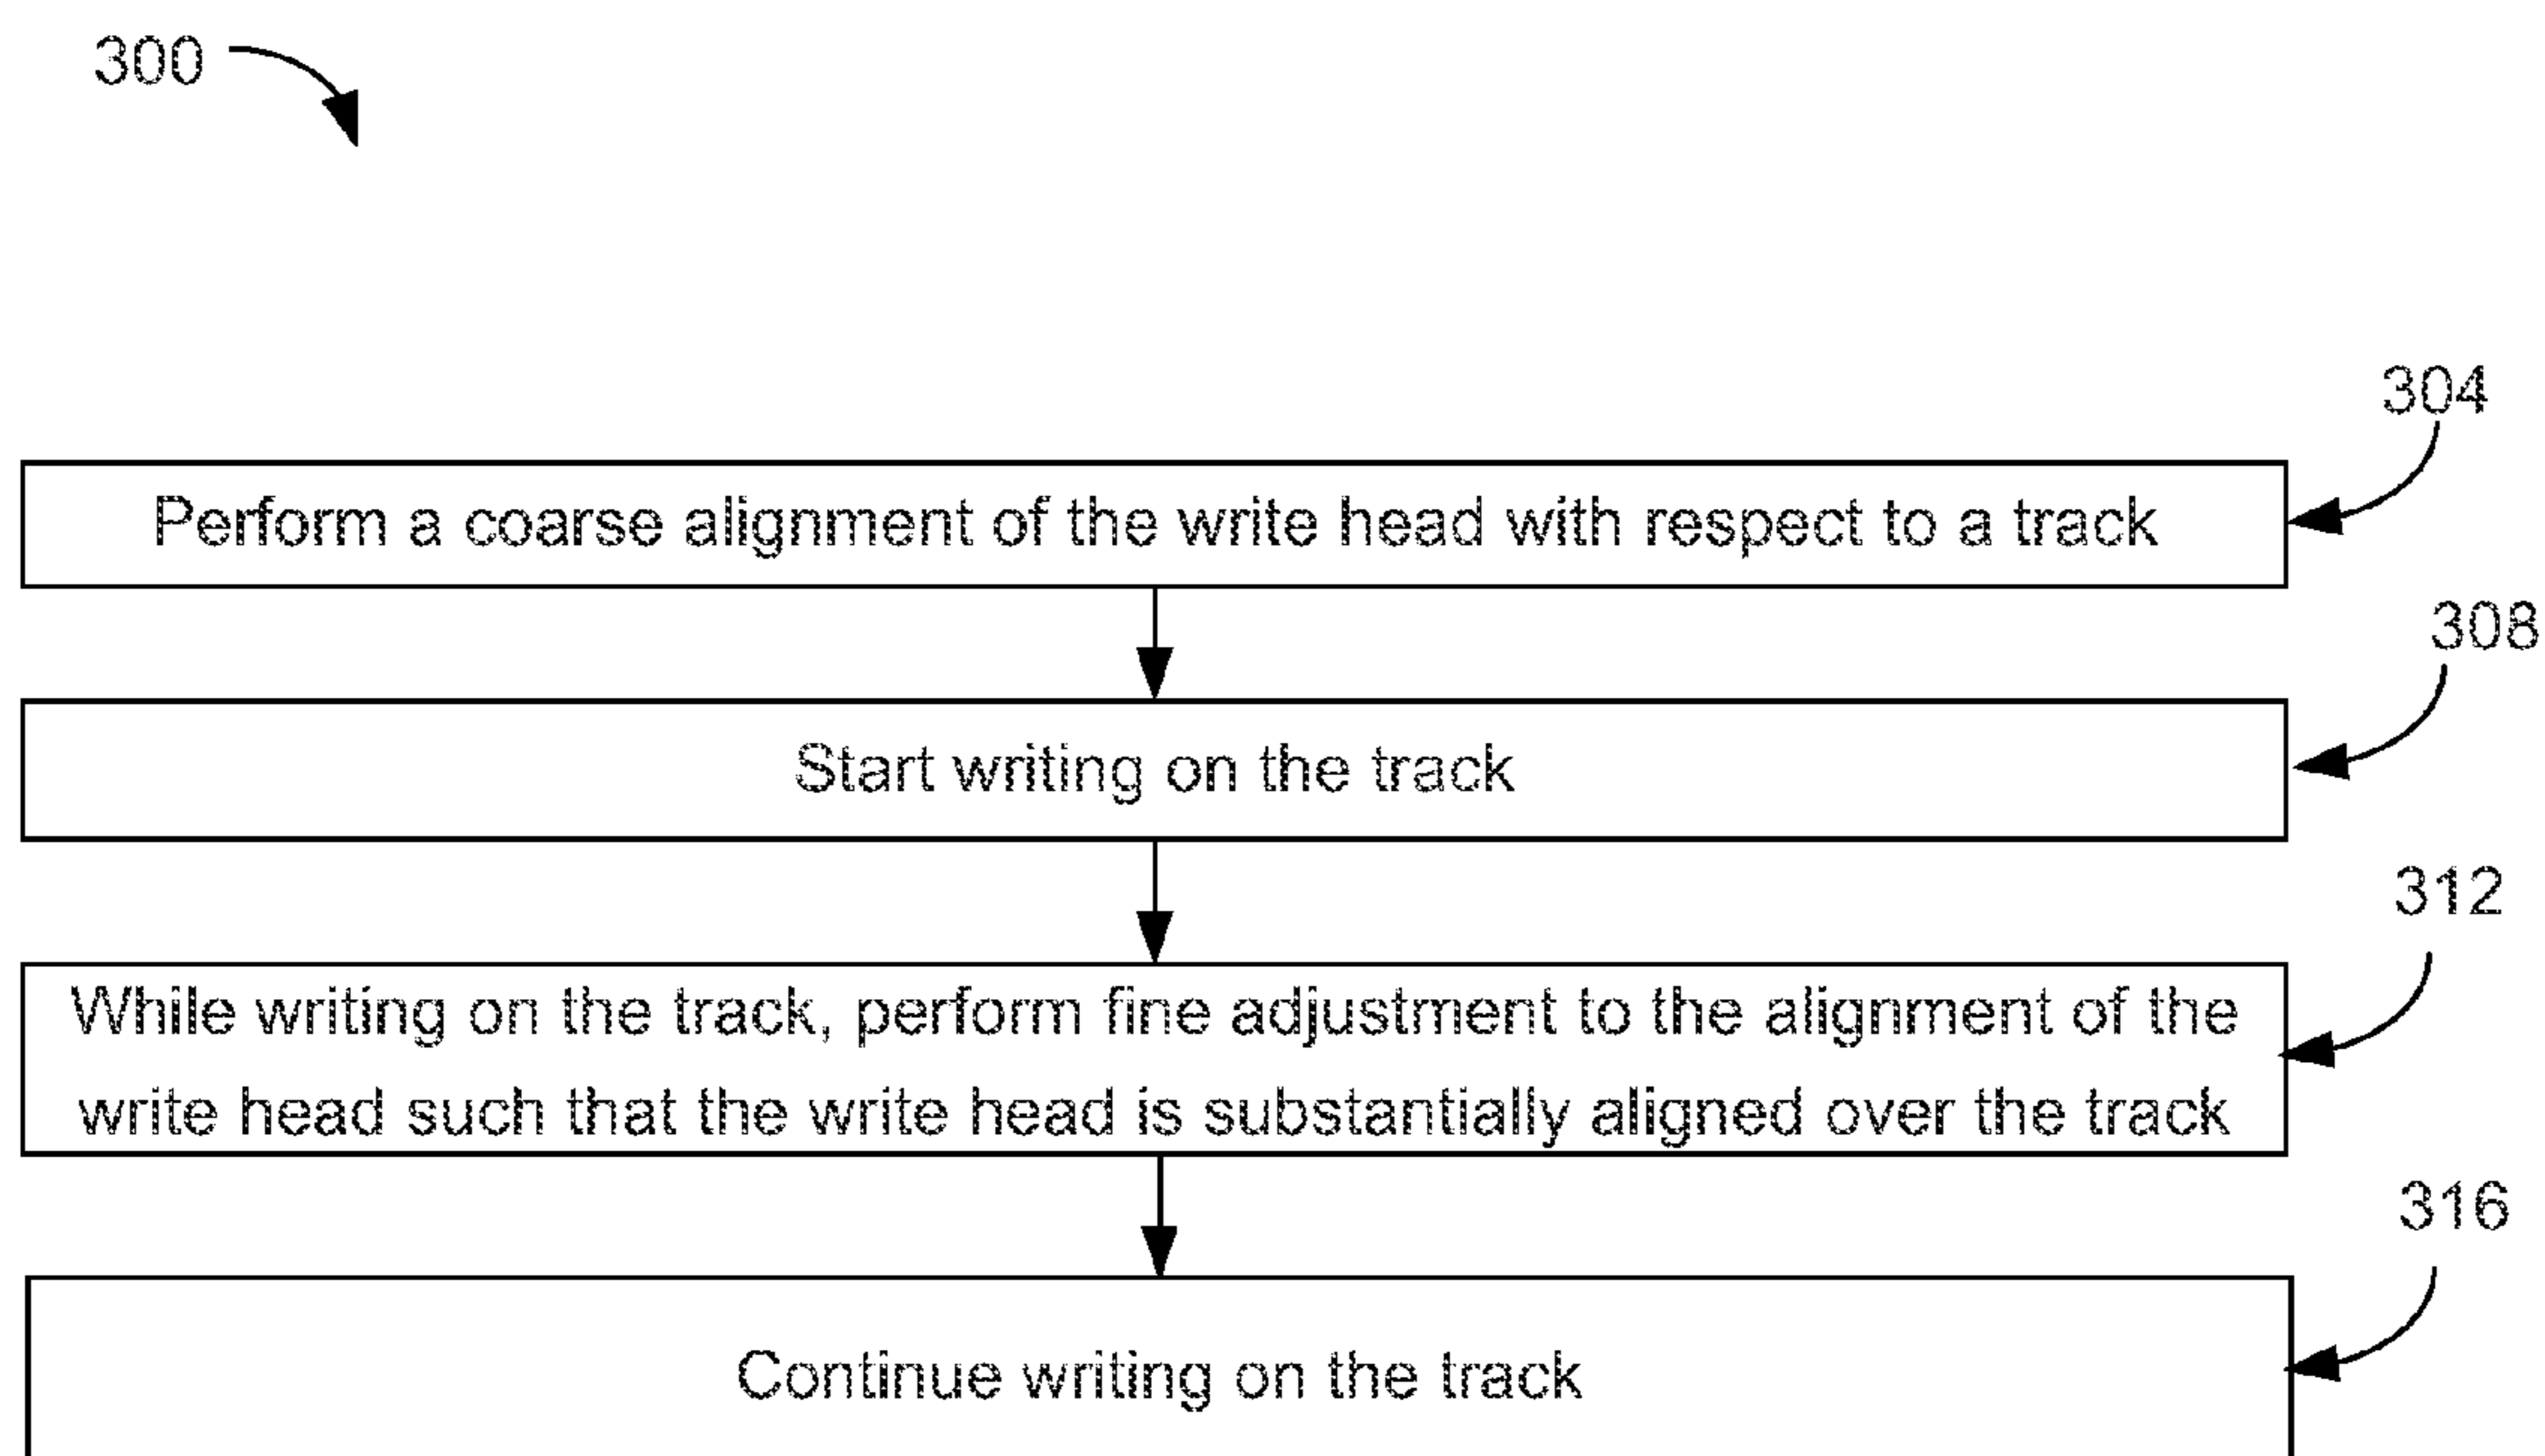 300
304
Perform a coarse alignment of the write head with respect to a track
308
Start writing on the track
312
While writing on the track, perform fine adjustment to the alignment of the
write head such that the write head is substantially aligned over the track
316
Continue writing on the track